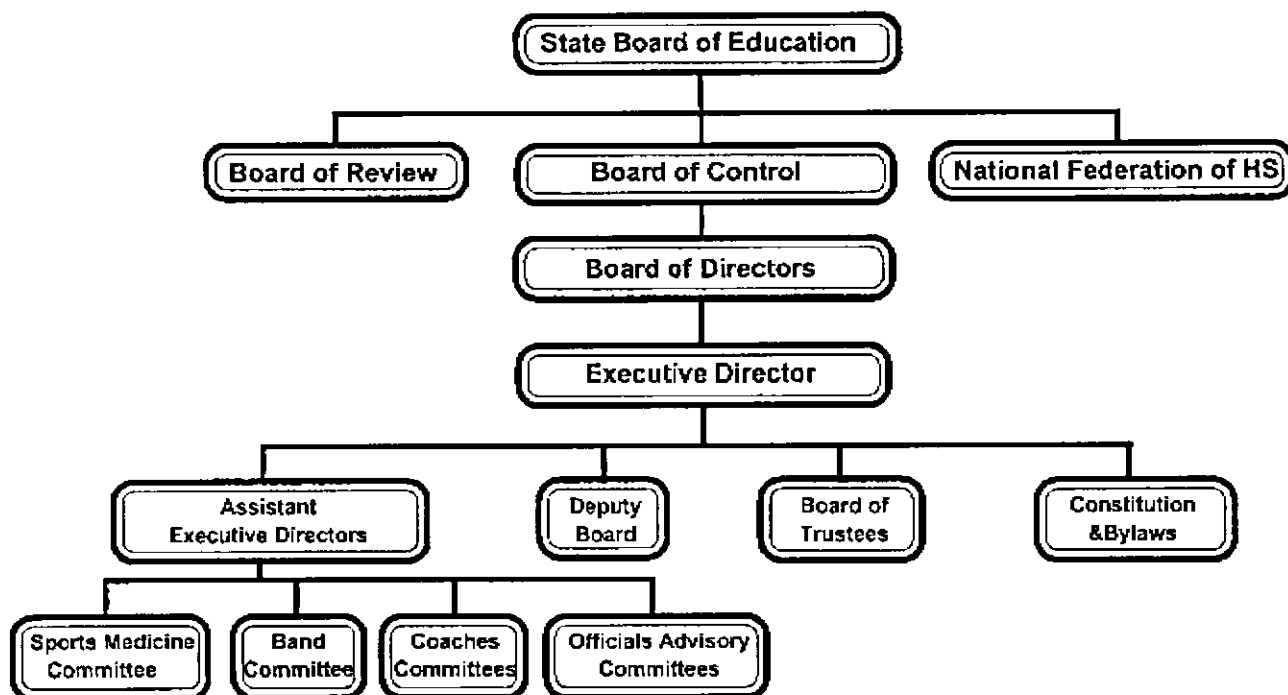 State Board of Education
Board of Review
Board of Control
National Federation of HS
Board of Directors
Executive Director
Assistant
Executive Directors
Deputy
Board
Board of
Trustees
Constitution
&Bylaws
Sports Medicine
Committee
Band
Committee
Coaches
Committees
Officials Advisory
Committees